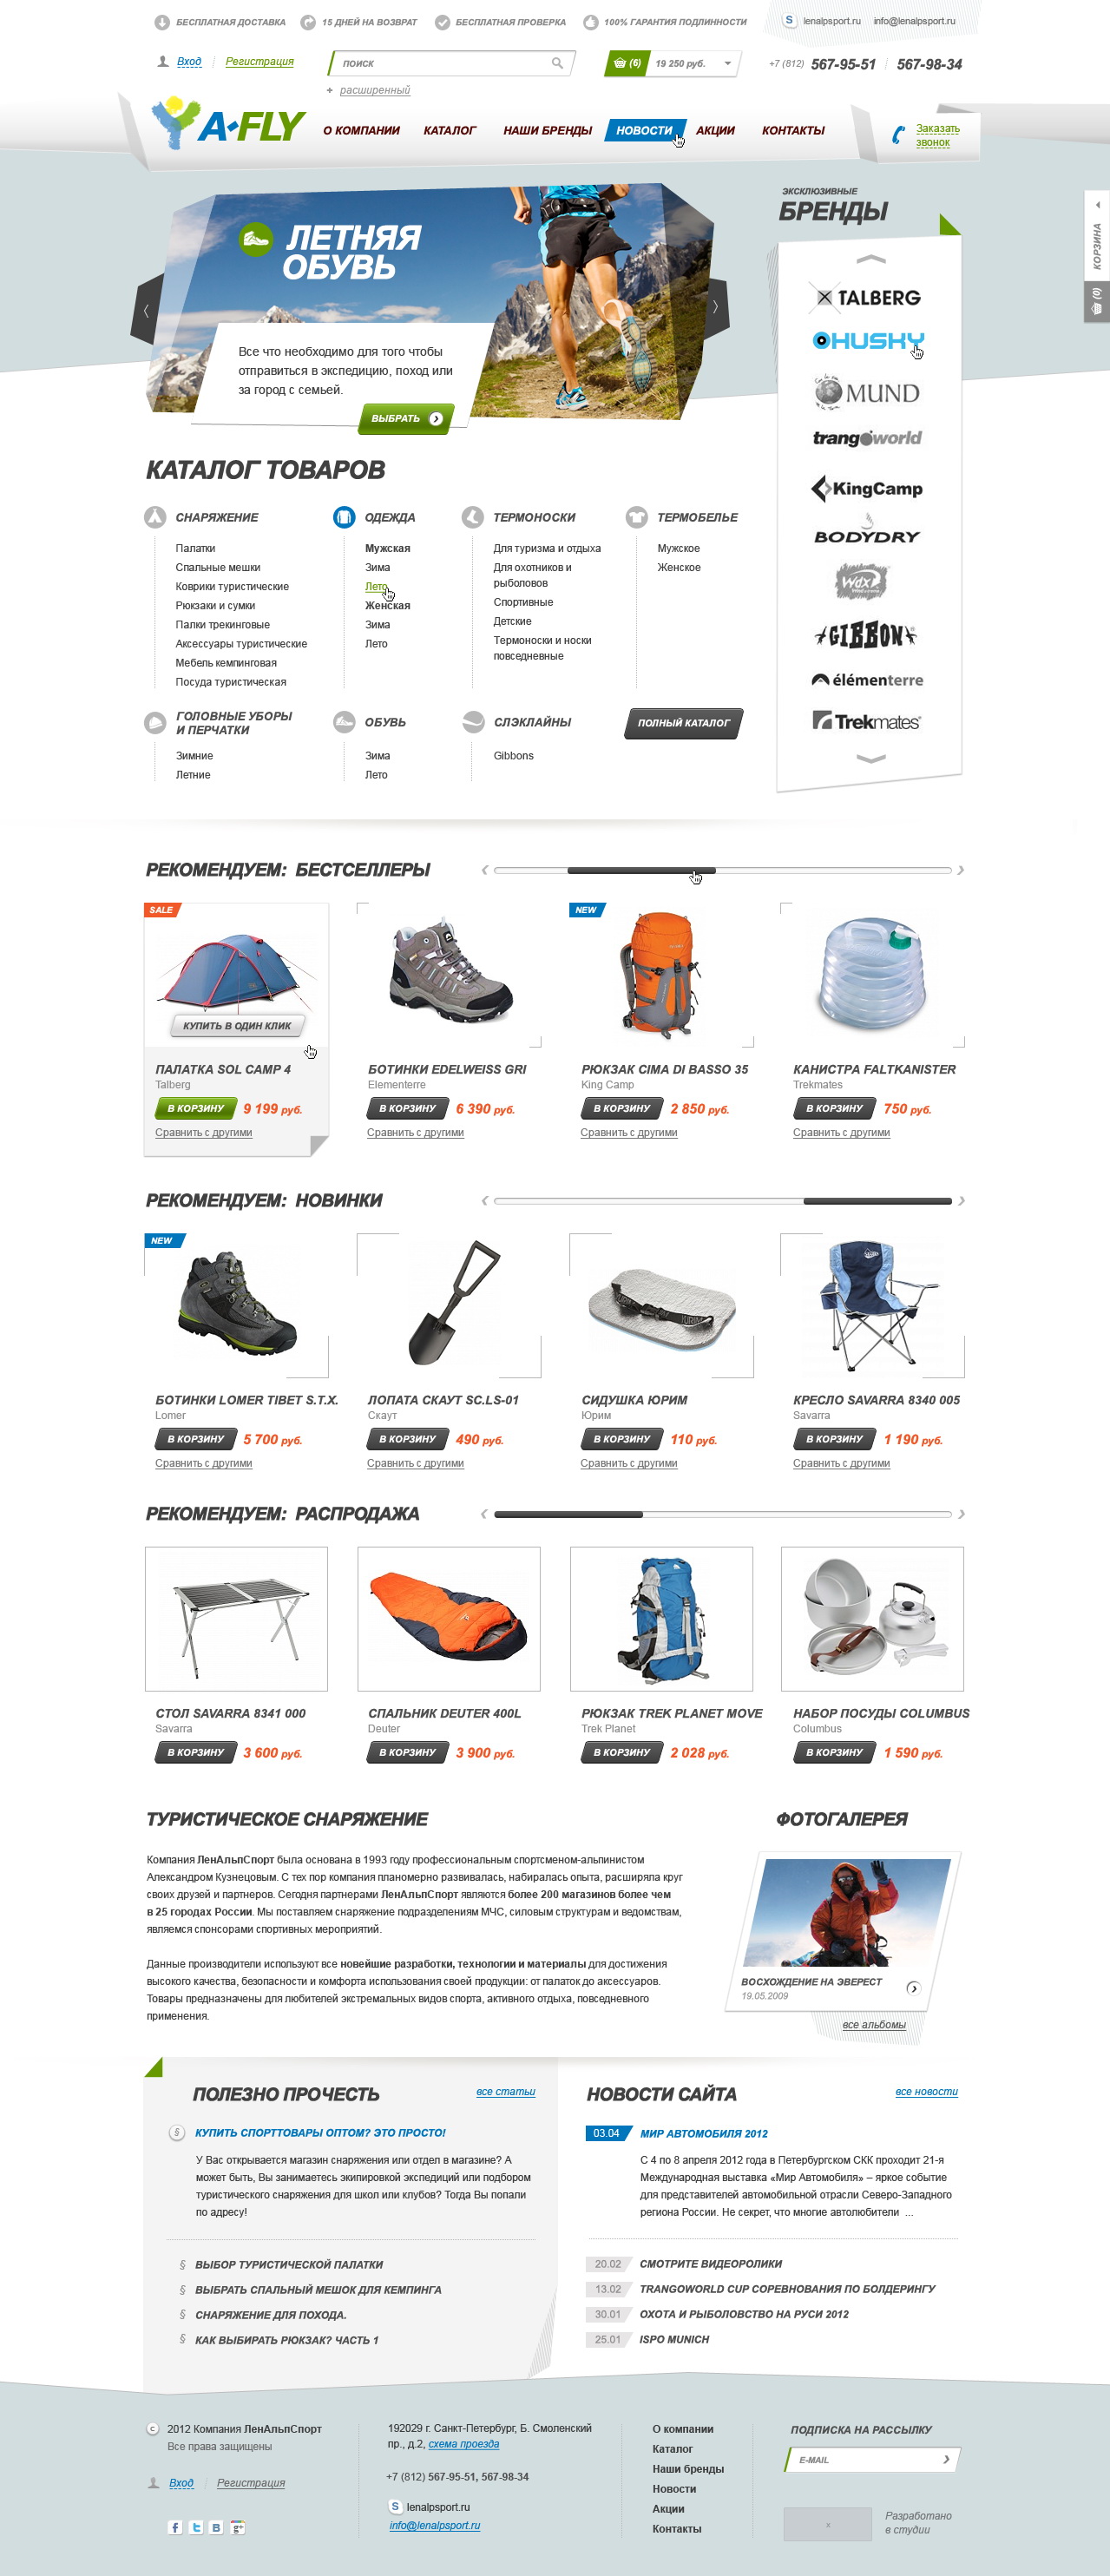 БЕСПЛАТНАЯ ДОСТАВКА
15 ДНЕЙ НА ВОЗВРАТ
БЕСПЛАТНАЯ ПРОВЕРКА
100% ГАРАНТИЯ ПОДЛИННОСТИ
S lenalpsport.ru
info@lenalpsport.ru
Вход
Регистрация
ПОИСК
+ расширенный
(6)
19 250 руб.
+7 (812) 567-95-51
567-98-34
A-FLY
О КОМПАНИИ
КАТАЛОГ
НАШИ БРЕНДЫ
НОВОСТИ
АКЦИИ
КОНТАКТЫ
Заказать
звонок
ЛЕТНЯЯ
ОБУВЬ
Все что необходимо для того чтобы
отправиться в экспедицию, поход или
за город с семьей.
ВЫБРАТЬ
ЭКСКЛЮЗИВНЫЕ
БРЕНДЫ
TALBERG
HUSKY
MUND
trangoworld
KingCamp
BODYDRY
Wdx
GIBBON
élémenterre
Trekmates
КОРЗИНА
(0)
КАТАЛОГ ТОВАРОВ
СНАРЯЖЕНИЕ
Палатки
Спальные мешки
Коврики туристические
Рюкзаки и сумки
Палки трекинговые
Аксессуары туристические
Мебель кемпинговая
Посуда туристическая
ОДЕЖДА
Мужская
Зима
Лето
Женская
Зима
Лето
ТЕРМОНОСКИ
Для туризма и отдыха
Для охотников и
рыболовов
Спортивные
Детские
Термоноски и носки
повседневные
ТЕРМОБЕЛЬЕ
Мужское
Женское
ГОЛОВНЫЕ УБОРЫ
И ПЕРЧАТКИ
Зимние
Летние
ОБУВЬ
Зима
Лето
СЛЭКЛАЙНЫ
Gibbons
ПОЛНЫЙ КАТАЛОГ
РЕКОМЕНДУЕМ: БЕСТСЕЛЛЕРЫ
SALE
КУПИТЬ В ОДИН КЛИК
ПАЛАТКА SOL CAMP 4
Talberg
В КОРЗИНУ
9 199 руб.
Сравнить с другими
БОТИНКИ EDELWEISS GRI
Elementerre
В КОРЗИНУ
6 390 руб.
Сравнить с другими
NEW
РЮКЗАК CIMA DI BASSO 35
King Camp
В КОРЗИНУ
2 850 руб.
Сравнить с другими
КАНИСТРА FALTKANISTER
Trekmates
В КОРЗИНУ
750 руб.
Сравнить с другими
РЕКОМЕНДУЕМ: НОВИНКИ
NEW
БОТИНКИ LOMER TIBET S.T.X.
Lomer
В КОРЗИНУ
5 700 руб.
Сравнить с другими
ЛОПАТА СКАУТ SC.LS-01
Скаут
В КОРЗИНУ
490 руб.
Сравнить с другими
СИДУШКА ЮРИМ
Юрим
В КОРЗИНУ
110 руб.
Сравнить с другими
КРЕСЛО SAVARRA 8340 005
Savarra
В КОРЗИНУ
1 190 руб.
Сравнить с другими
РЕКОМЕНДУЕМ: РАСПРОДАЖА
СТОЛ SAVARRA 8341 000
Savarra
В КОРЗИНУ
3 600 руб.
СПАЛЬНИК DEUTER 400L
Deuter
В КОРЗИНУ
3 900 руб.
РЮКЗАК TREK PLANET MOVE
Trek Planet
В КОРЗИНУ
2 028 руб.
НАБОР ПОСУДЫ COLUMBUS
Columbus
В КОРЗИНУ
1 590 руб.
ТУРИСТИЧЕСКОЕ СНАРЯЖЕНИЕ
Компания ЛенАльпСпорт была основана в 1993 году профессиональным спортсменом-альпинистом
Александром Кузнецовым. С тех пор компания планомерно развивалась, набиралась опыта, расширяла круг
своих друзей и партнеров. Сегодня партнерами ЛенАльпСпорт являются более 200 магазинов более чем
в 25 городах России. Мы поставляем снаряжение подразделениям МЧС, силовым структурам и ведомствам,
являемся спонсорами спортивных мероприятий.
Данные производители используют все новейшие разработки, технологии и материалы для достижения
высокого качества, безопасности и комфорта использования своей продукции: от палаток до аксессуаров.
Товары предназначены для любителей экстремальных видов спорта, активного отдыха, повседневного
применения.
ФОТОГАЛЕРЕЯ
ВОСХОЖДЕНИЕ НА ЭВЕРЕСТ
19.05.2009
все альбомы
ПОЛЕЗНО ПРОЧЕСТЬ
все статьи
§ КУПИТЬ СПОРТТОВАРЫ ОПТОМ? ЭТО ПРОСТО!
У Вас открывается магазин снаряжения или отдел в магазине? А
может быть, Вы занимаетесь экипировкой экспедиций или подбором
туристического снаряжения для школ или клубов? Тогда Вы попали
по адресу!
§ ВЫБОР ТУРИСТИЧЕСКОЙ ПАЛАТКИ
§ ВЫБРАТЬ СПАЛЬНЫЙ МЕШОК ДЛЯ КЕМПИНГА
§ СНАРЯЖЕНИЕ ДЛЯ ПОХОДА.
§ КАК ВЫБИРАТЬ РЮКЗАК? ЧАСТЬ 1
НОВОСТИ САЙТА
все новости
03.04 МИР АВТОМОБИЛЯ 2012
С 4 по 8 апреля 2012 года в Петербургском СКК проходит 21-я
Международная выставка «Мир Автомобиля» – яркое событие
для представителей автомобильной отрасли Северо-Западного
региона России. Не секрет, что многие автолюбители ...
20.02 СМОТРИТЕ ВИДЕОРОЛИКИ
13.02 TRANGOWORLD CUP СОРЕВНОВАНИЯ ПО БОЛДЕРИНГУ
30.01 ОХОТА И РЫБОЛОВСТВО НА РУСИ 2012
25.01 ISPO MUNICH
© 2012 Компания ЛенАльпСпорт
Все права защищены
Вход
Регистрация
f t B g+
192029 г. Санкт-Петербург, Б. Смоленский
пр., д.2, схема проезда
+7 (812) 567-95-51, 567-98-34
S lenalpsport.ru
info@lenalpsport.ru
О компании
Каталог
Наши бренды
Новости
Акции
Контакты
ПОДПИСКА НА РАССЫЛКУ
E-MAIL
x
Разработано
в студии